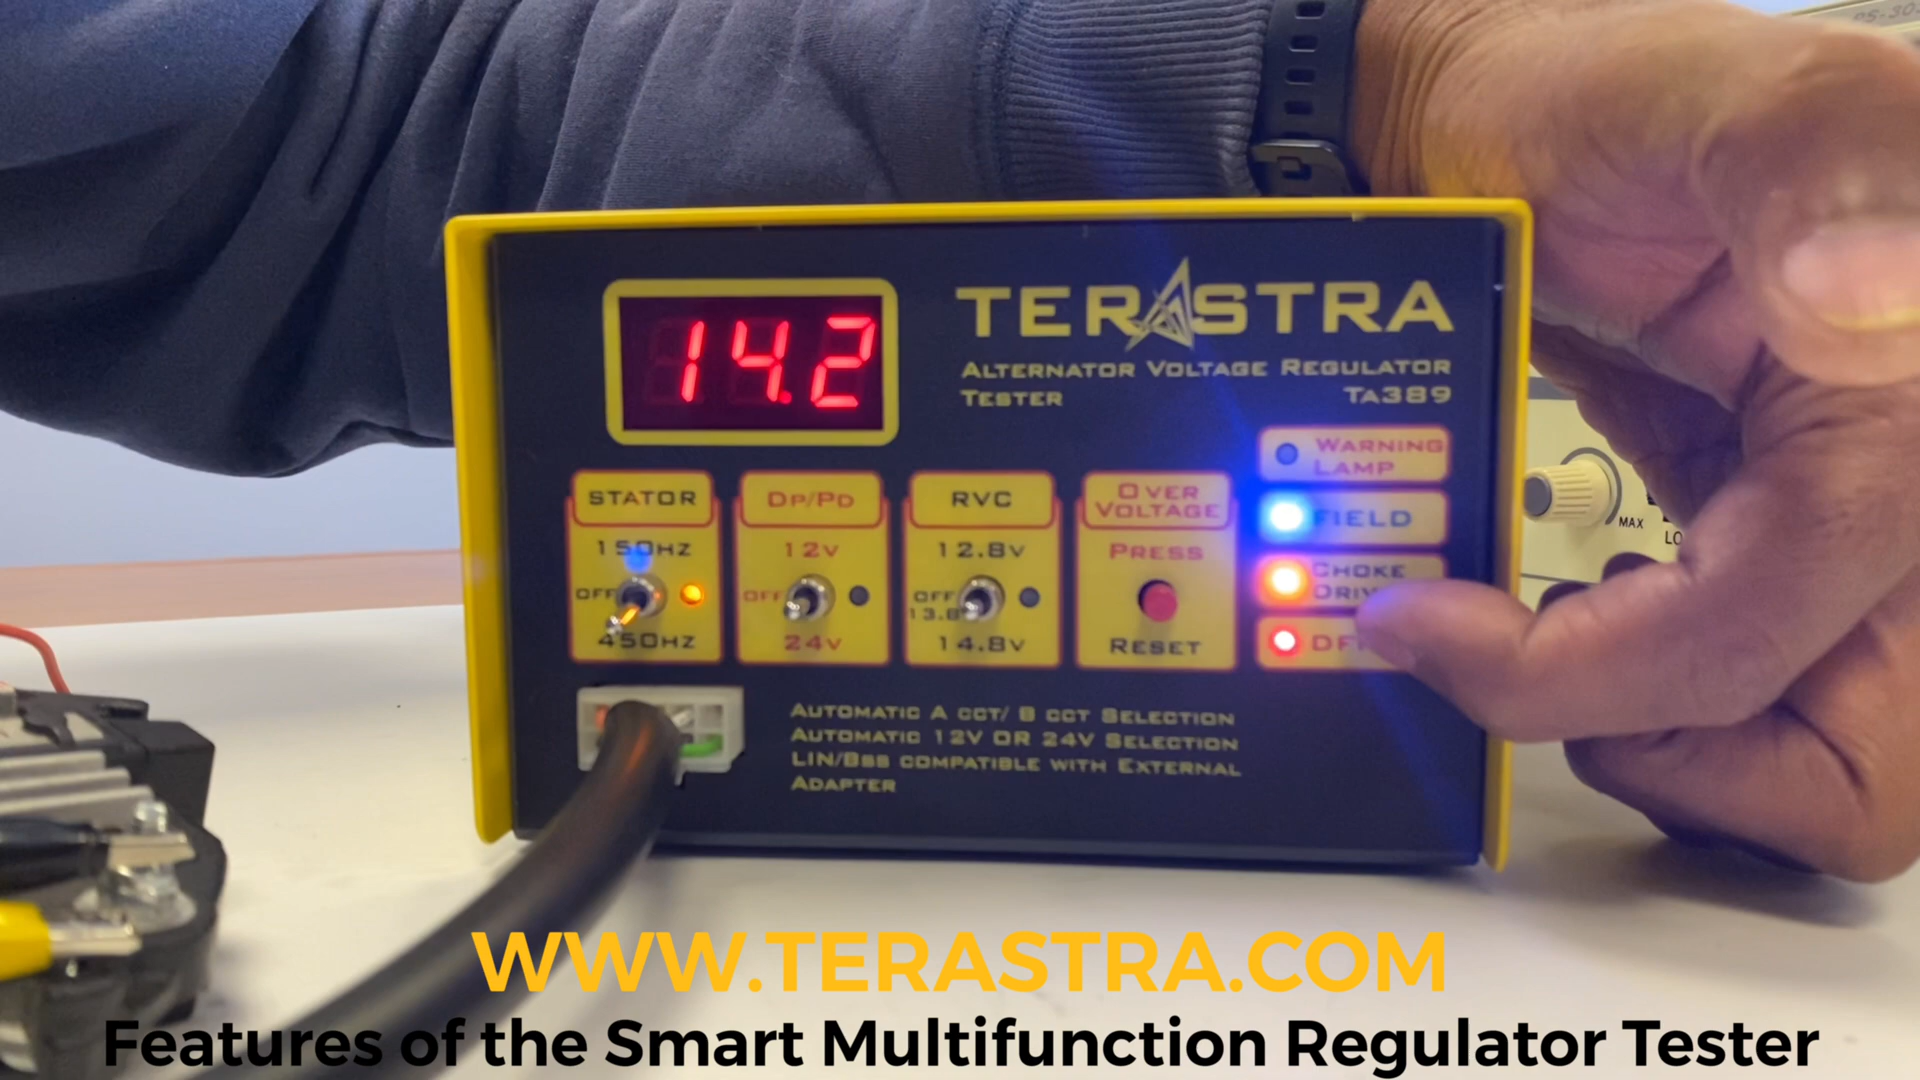 14.2
TERASTRA
ALTERNATOR VOLTAGE REGULATOR
TESTER TA389
WARNING
LAMP
FIELD
CHOKE
STATOR
150HZ
OFF
450HZ
DP/PD
12V
OFF
24V
RVC
12.8V
OFF
14.8V
OVER
VOLTAGE
PRESS
RESET
AUTOMATIC A CCT/ B CCT SELECTION
AUTOMATIC 12V OR 24V SELECTION
LIN/BSS COMPATIBLE WITH EXTERNAL
ADAPTER
MAX
WWW.TERASTRA.COM
Features of the Smart Multifunction Regulator Tester